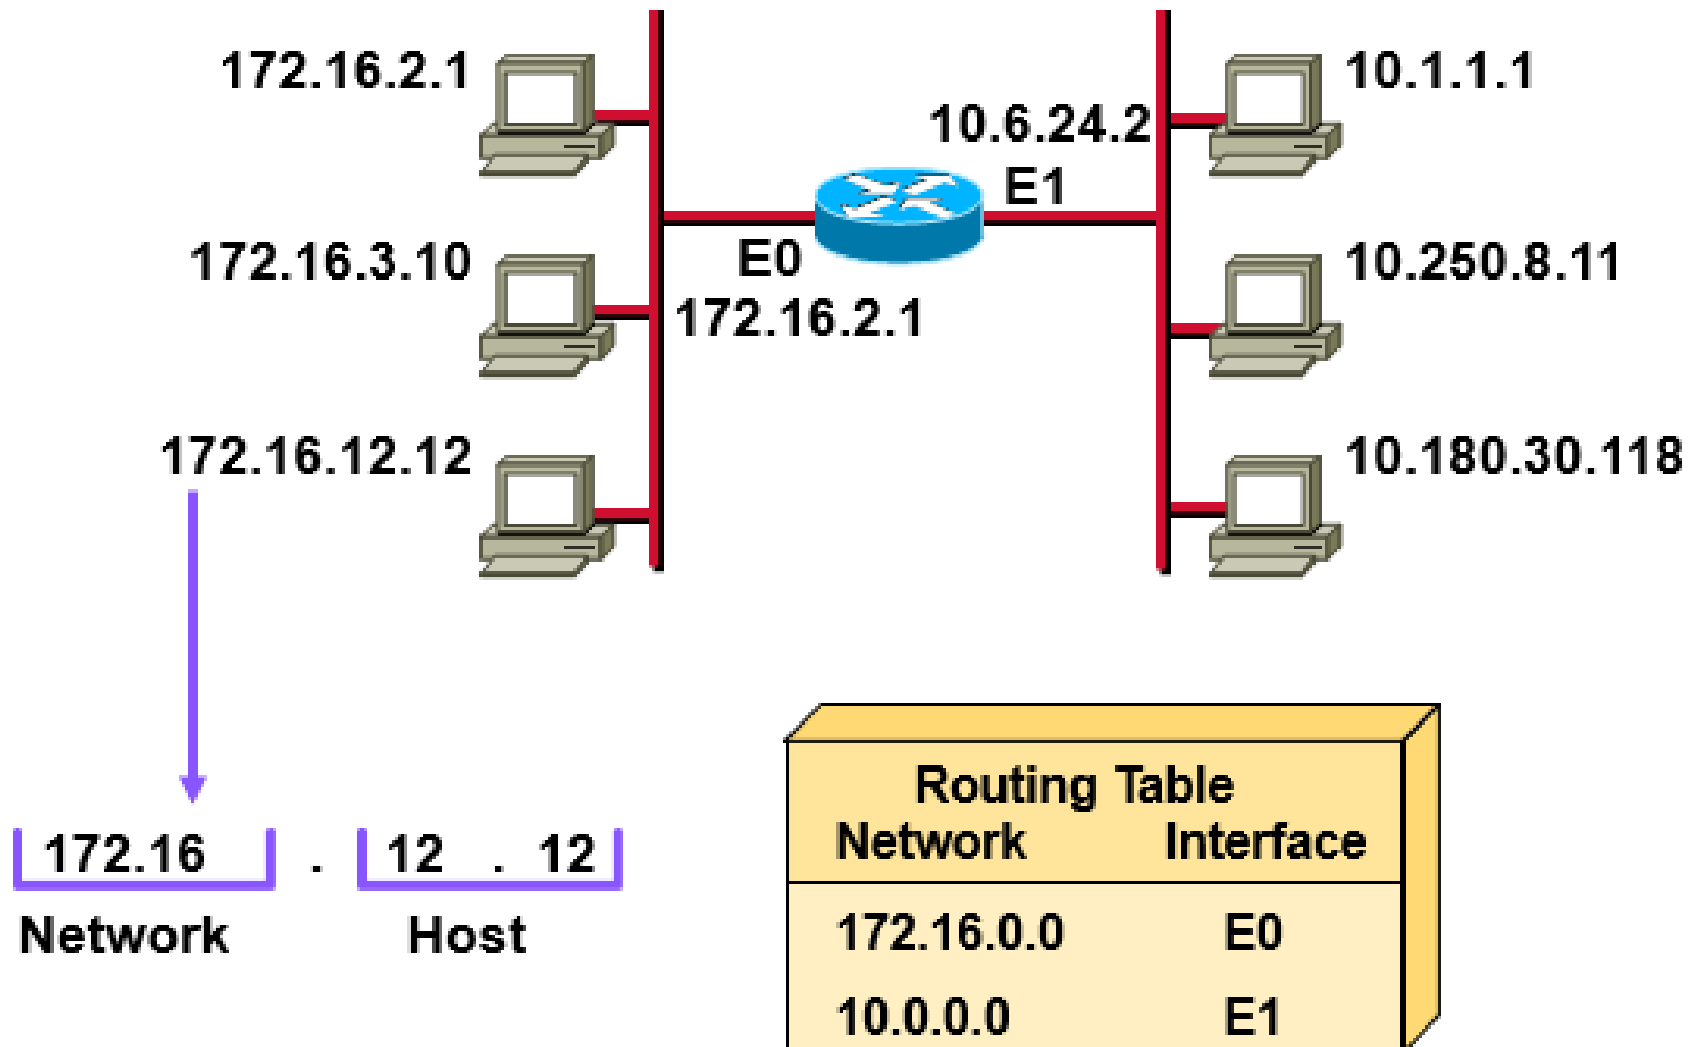 172.16.2.1
10.1.1.1
10.6.24.2
E1
172.16.3.10
E0
10.250.8.11
172.16.2.1
172.16.12.12
10.180.30.118
172.16 . 12 . 12
Network Host
Routing Table
Network Interface
172.16.0.0 E0
10.0.0.0 E1